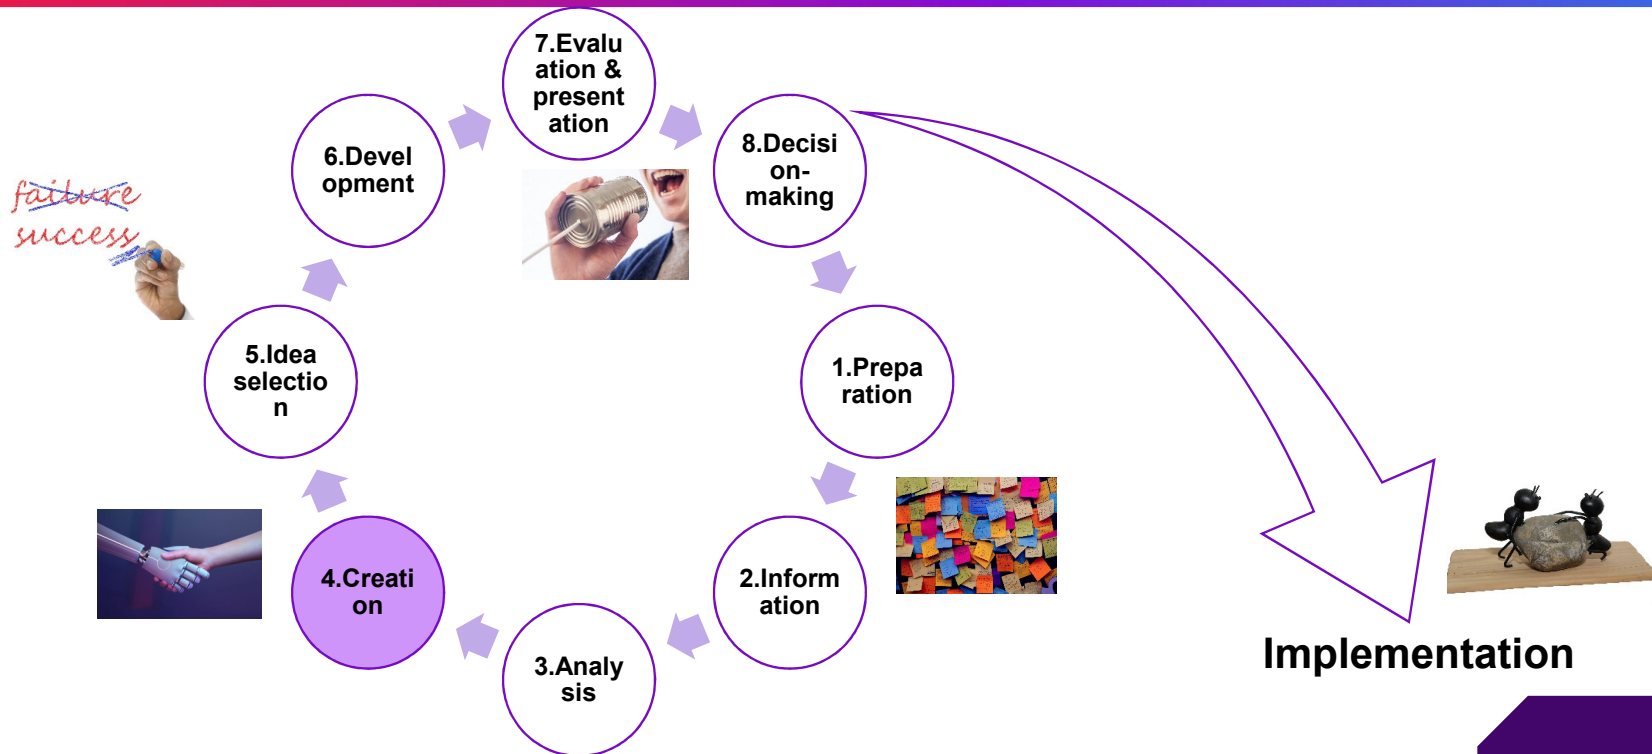 7.Evalu
ation &
present
ation
6.Devel
opment
8.Decisi
on-
making
failure
success
5.Idea
selectio
n
1.Prepa
ration
4.Creati
on
2.Inform
ation
3.Analy
sis
Implementation